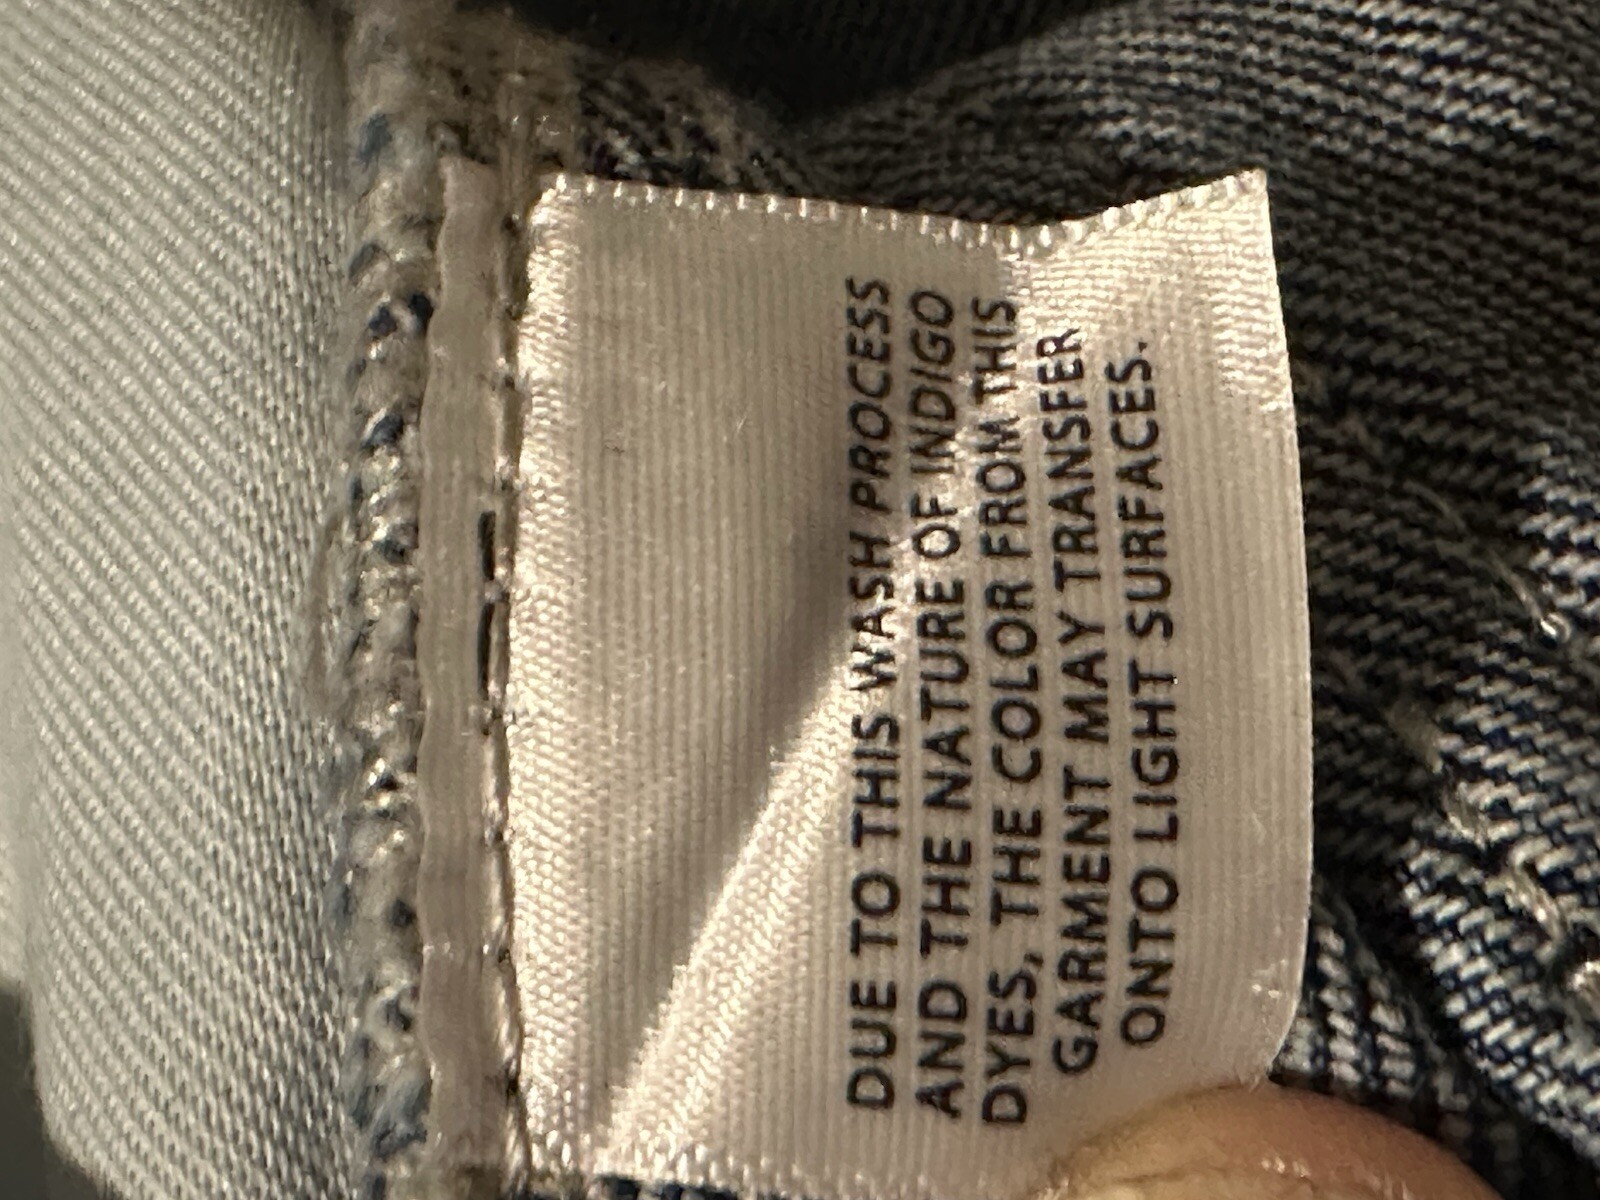 DUE TO THIS WASH PROCESS
AND THE NATURE OF INDIGO
DYES, THE COLOR FROM THIS
GARMENT MAY TRANSFER
ONTO LIGHT SURFACES.